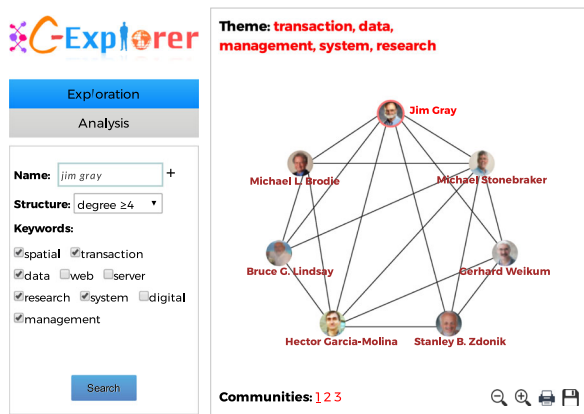 C-Explorer
Exploration
Analysis
Name: jim gray +
Structure: degree ≥4
Keywords:
spatial transaction
data web server
research system digital
management
Search
Theme: transaction, data,
management, system, research
Jim Gray
Michael L. Brodie
Michael Stonebraker
Bruce G. Lindsay
Gerhard Weikum
Hector Garcia-Molina
Stanley B. Zdonik
Communities: 1 2 3